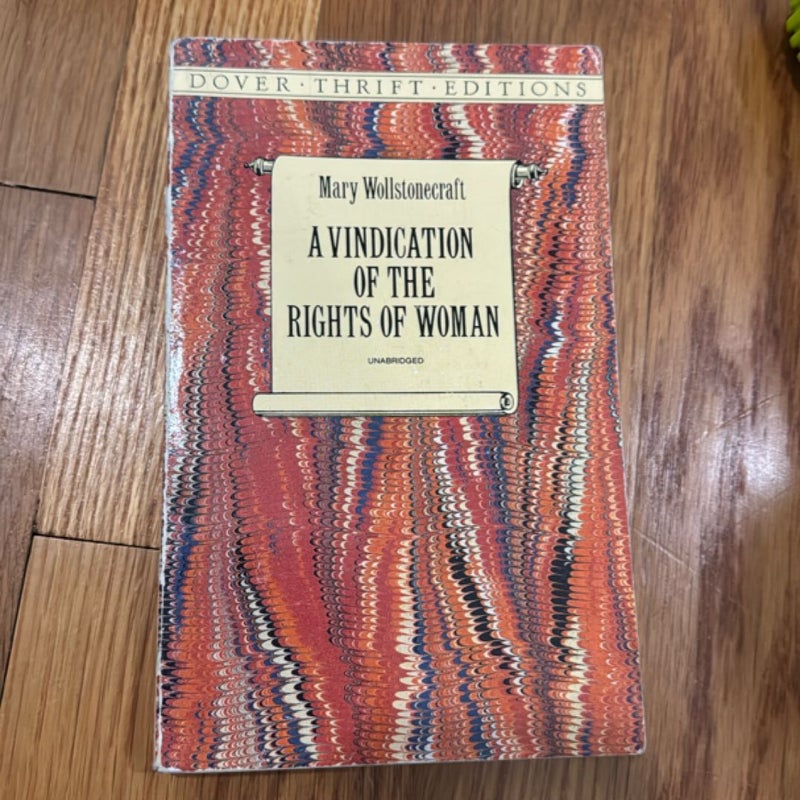 DOVER · THRIFT · EDITIONS
Mary Wollstonecraft
A VINDICATION
OF THE
RIGHTS OF WOMAN
UNABRIDGED